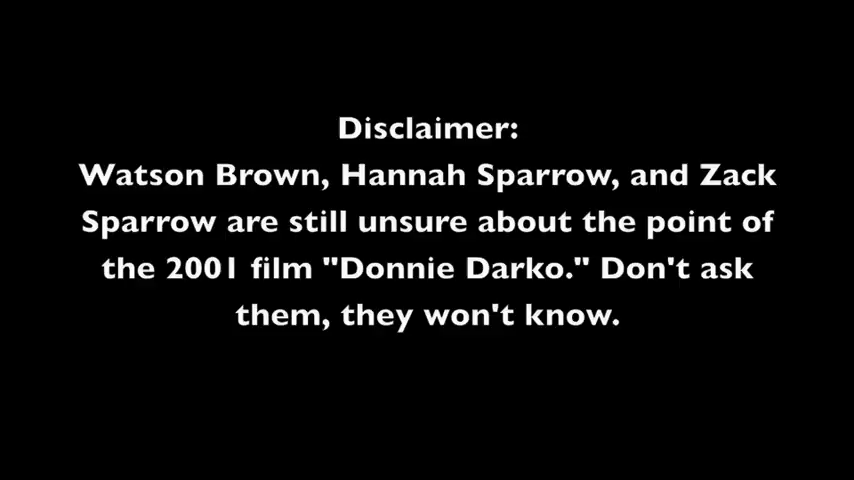 Disclaimer:
Watson Brown, Hannah Sparrow, and Zack
Sparrow are still unsure about the point of
the 2001 film "Donnie Darko." Don't ask
them, they won't know.